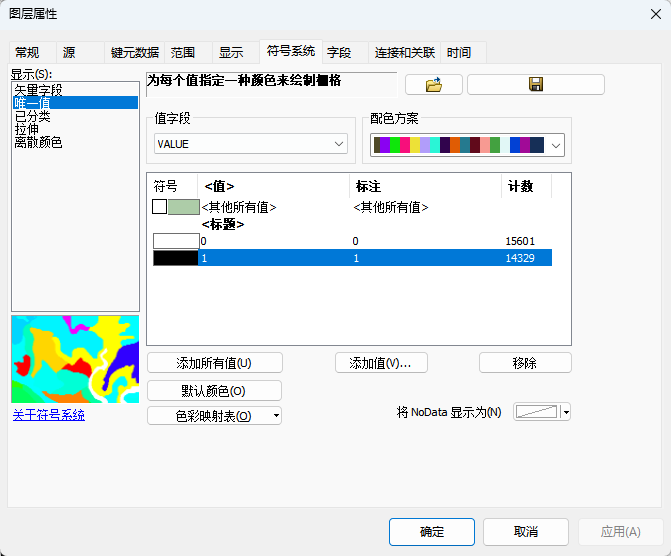 图层属性
常规 源 键元数据 范围 显示 符号系统 字段 连接和关联 时间
显示(S):
矢量字段
唯一值
已分类
拉伸
离散颜色
为每个值指定一种颜色来绘制栅格
值字段
VALUE
配色方案
符号 <值> 标注 计数
<其他所有值> <其他所有值>
<标题>
0 0 15601
1 1 14329
添加所有值(U) 添加值(V)... 移除
默认颜色(O)
色彩映射表(O) 将 NoData 显示为(N)
关于符号系统
确定 取消 应用(A)